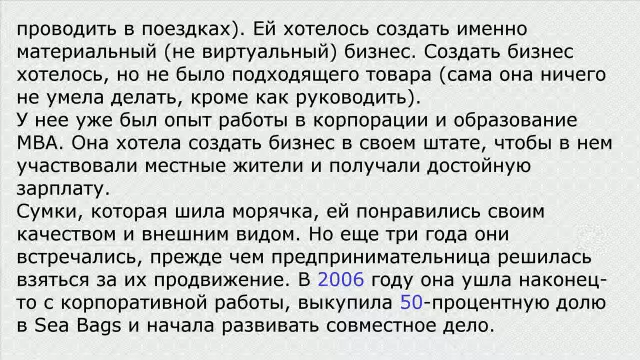 проводить в поездках). Ей хотелось создать именно
материальный (не виртуальный) бизнес. Создать бизнес
хотелось, но не было подходящего товара (сама она ничего
не умела делать, кроме как руководить).
У нее уже был опыт работы в корпорации и образование
MBA. Она хотела создать бизнес в своем штате, чтобы в нем
участвовали местные жители и получали достойную
зарплату.
Сумки, которая шила морячка, ей понравились своим
качеством и внешним видом. Но еще три года они
встречались, прежде чем предпринимательница решилась
взяться за их продвижение. В 2006 году она ушла наконец-
то с корпоративной работы, выкупила 50-процентную долю
в Sea Bags и начала развивать совместное дело.